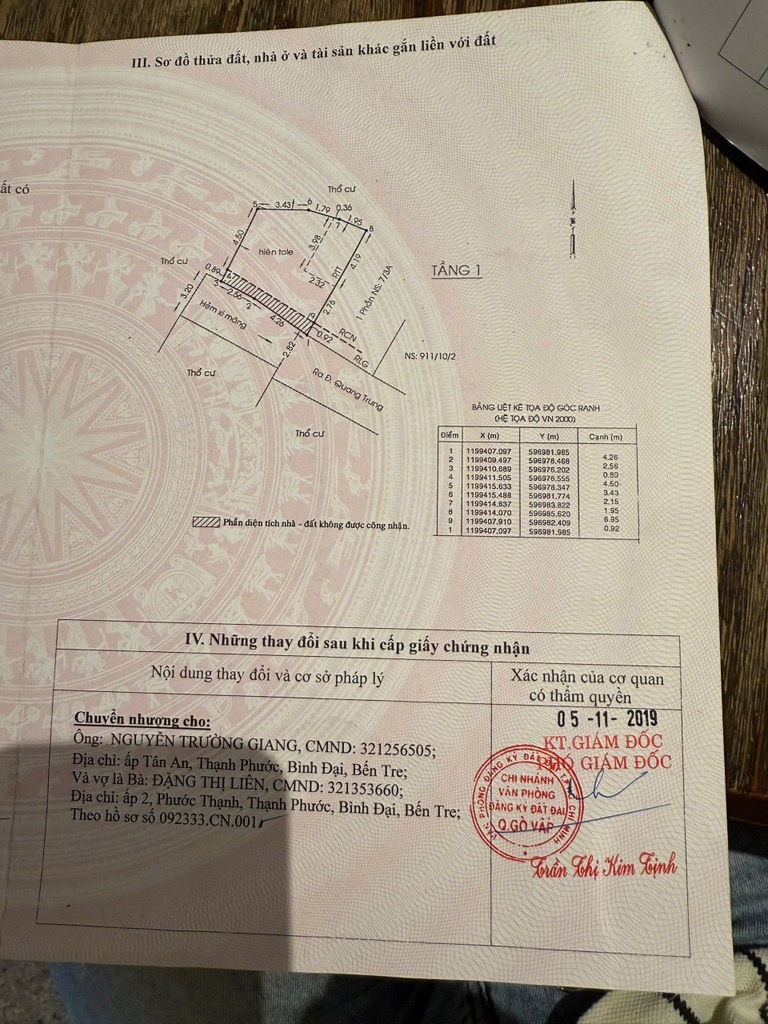 III. Sơ đồ thửa đất, nhà ở và tài sản khác gắn liền với đất
ất có
Thổ cư
5
3.43
6
1.79
0.36
7
1.95
8
4.50
hiên tole
3.98
2.32
RIT
4.19
Thổ cư
0.89
4
3
2.56
2
4.26
2.76
1 Phần NS: 7/3A
TẦNG 1
3.20
Hẻm xi măng
2.82
9
0.92
RCN
RLG
NS: 911/10/2
Thổ cư
Ra Đ. Quang Trung
Thổ cư
BẢNG LIỆT KÊ TỌA ĐỘ GÓC RANH
(HỆ TỌA ĐỘ VN 2000)
Điểm X (m) Y (m) Cạnh (m)
1 1199407.097 596981.985
4.26
2 1199409.497 596978.468
2.56
3 1199410.689 596976.202
0.89
4 1199411.505 596976.555
4.50
5 1199415.633 596978.347
3.43
6 1199415.488 596981.774
2.15
7 1199414.837 596983.822
1.95
8 1199414.070 596985.620
6.95
9 1199407.910 596982.409
0.92
1 1199407.097 596981.985
Phần diện tích nhà - đất không được công nhận.
IV. Những thay đổi sau khi cấp giấy chứng nhận
Nội dung thay đổi và cơ sở pháp lý
Xác nhận của cơ quan
có thẩm quyền
Chuyển nhượng cho:
Ông: NGUYỄN TRƯỜNG GIANG, CMND: 321256505;
Địa chỉ: ấp Tân An, Thạnh Phước, Bình Đại, Bến Tre;
Và vợ là Bà: ĐẶNG THỊ LIÊN, CMND: 321353660;
Địa chỉ: ấp 2, Phước Thạnh, Thạnh Phước, Bình Đại, Bến Tre;
Theo hồ sơ số 092333.CN.001
05 -11- 2019
KT.GIÁM ĐỐC
PHÓ GIÁM ĐỐC
CHI NHÁNH
VĂN PHÒNG
ĐĂNG KÝ ĐẤT ĐAI
Q.GÒ VẤP
Trần Thị Kim Tịnh